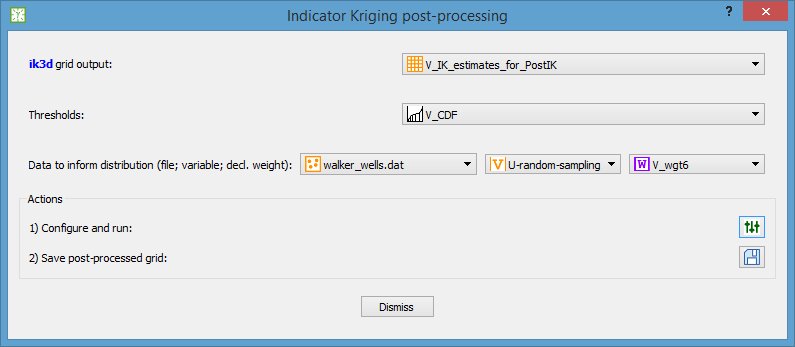 Indicator Kriging post-processing
?
ik3d grid output: V_IK_estimates_for_PostIK
Thresholds: V_CDF
Data to inform distribution (file; variable; decl. weight): walker_wells.dat V U-random-sampling W V_wgt6
Actions
1) Configure and run:
2) Save post-processed grid:
Dismiss